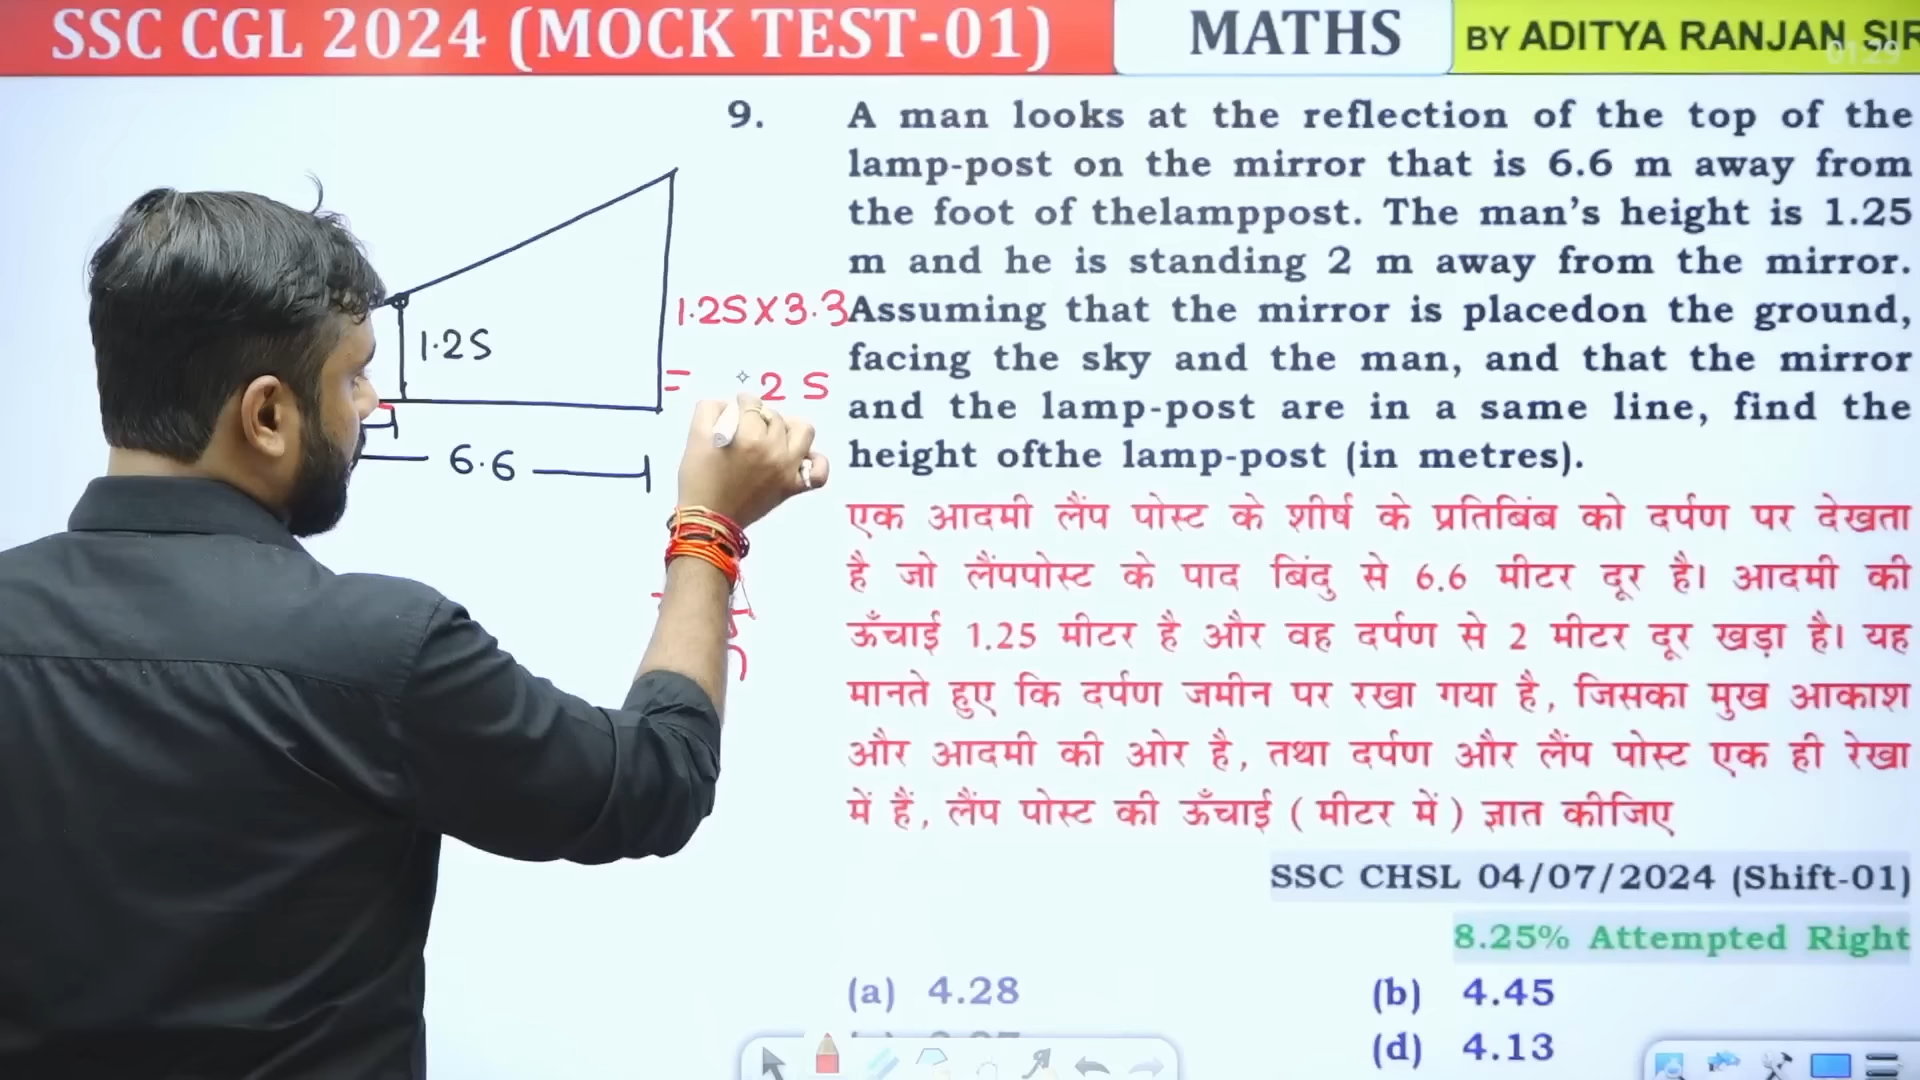 SSC CGL 2024 (MOCK TEST-01)
MATHS
BY ADITYA RANJAN SIR
01:29
9.
A man looks at the reflection of the top of the
lamp-post on the mirror that is 6.6 m away from
the foot of thelamppost. The man's height is 1.25
m and he is standing 2 m away from the mirror.
Assuming that the mirror is placedon the ground,
facing the sky and the man, and that the mirror
and the lamp-post are in a same line, find the
height ofthe lamp-post (in metres).
1.25
6.6
1.25X3.3
= 2 5
एक आदमी लैंप पोस्ट के शीर्ष के प्रतिबिंब को दर्पण पर देखता
है जो लैंपपोस्ट के पाद बिंदु से 6.6 मीटर दूर है। आदमी की
ऊँचाई 1.25 मीटर है और वह दर्पण से 2 मीटर दूर खड़ा है। यह
मानते हुए कि दर्पण जमीन पर रखा गया है, जिसका मुख आकाश
और आदमी की ओर है, तथा दर्पण और लैंप पोस्ट एक ही रेखा
में हैं, लैंप पोस्ट की ऊँचाई (मीटर में) ज्ञात कीजिए
SSC CHSL 04/07/2024 (Shift-01)
8.25% Attempted Right
(a) 4.28
(b) 4.45
(d) 4.13